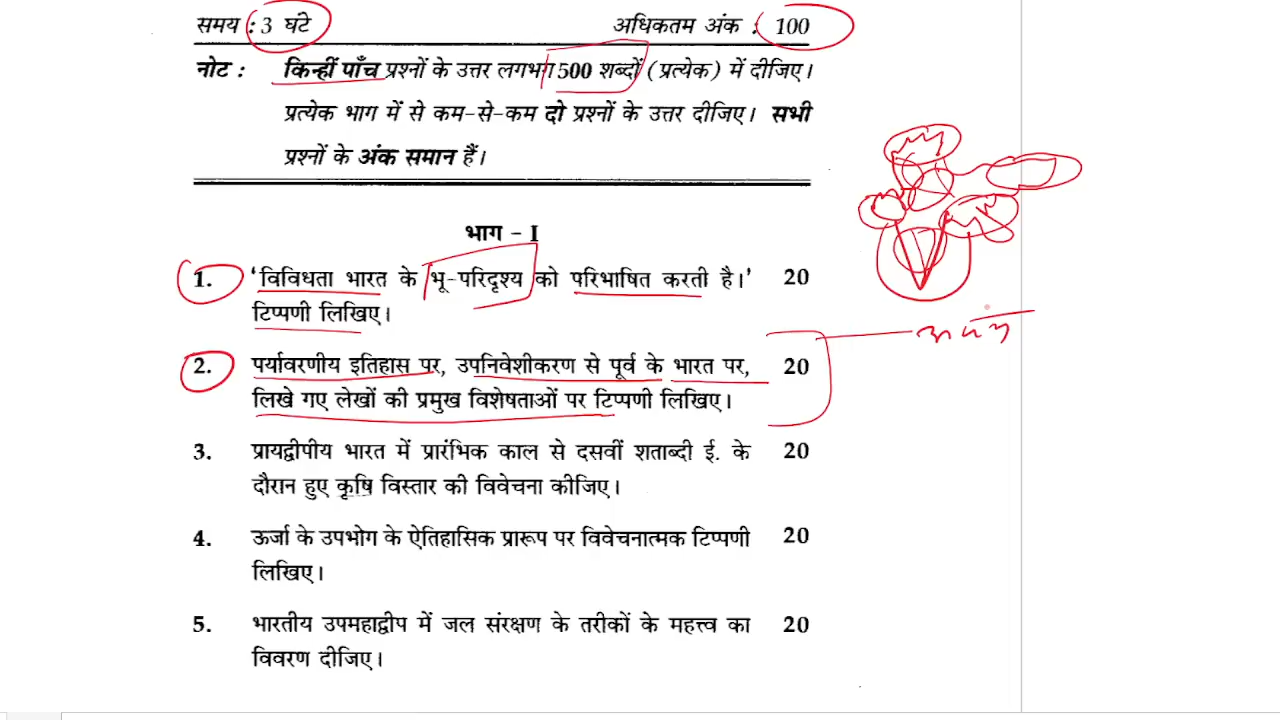 समय : 3 घंटे अधिकतम अंक : 100
नोट : किन्हीं पाँच प्रश्नों के उत्तर लगभग 500 शब्दों (प्रत्येक) में दीजिए।
प्रत्येक भाग में से कम-से-कम दो प्रश्नों के उत्तर दीजिए। सभी
प्रश्नों के अंक समान हैं।
भाग - I
1. 'विविधता भारत के भू-परिदृश्य को परिभाषित करती है।' 20
टिप्पणी लिखिए।
2. पर्यावरणीय इतिहास पर, उपनिवेशीकरण से पूर्व के भारत पर, 20
लिखे गए लेखों की प्रमुख विशेषताओं पर टिप्पणी लिखिए।
3. प्रायद्वीपीय भारत में प्रारंभिक काल से दसवीं शताब्दी ई. के 20
दौरान हुए कृषि विस्तार की विवेचना कीजिए।
4. ऊर्जा के उपभोग के ऐतिहासिक प्रारूप पर विवेचनात्मक टिप्पणी 20
लिखिए।
5. भारतीय उपमहाद्वीप में जल संरक्षण के तरीकों के महत्त्व का 20
विवरण दीजिए।